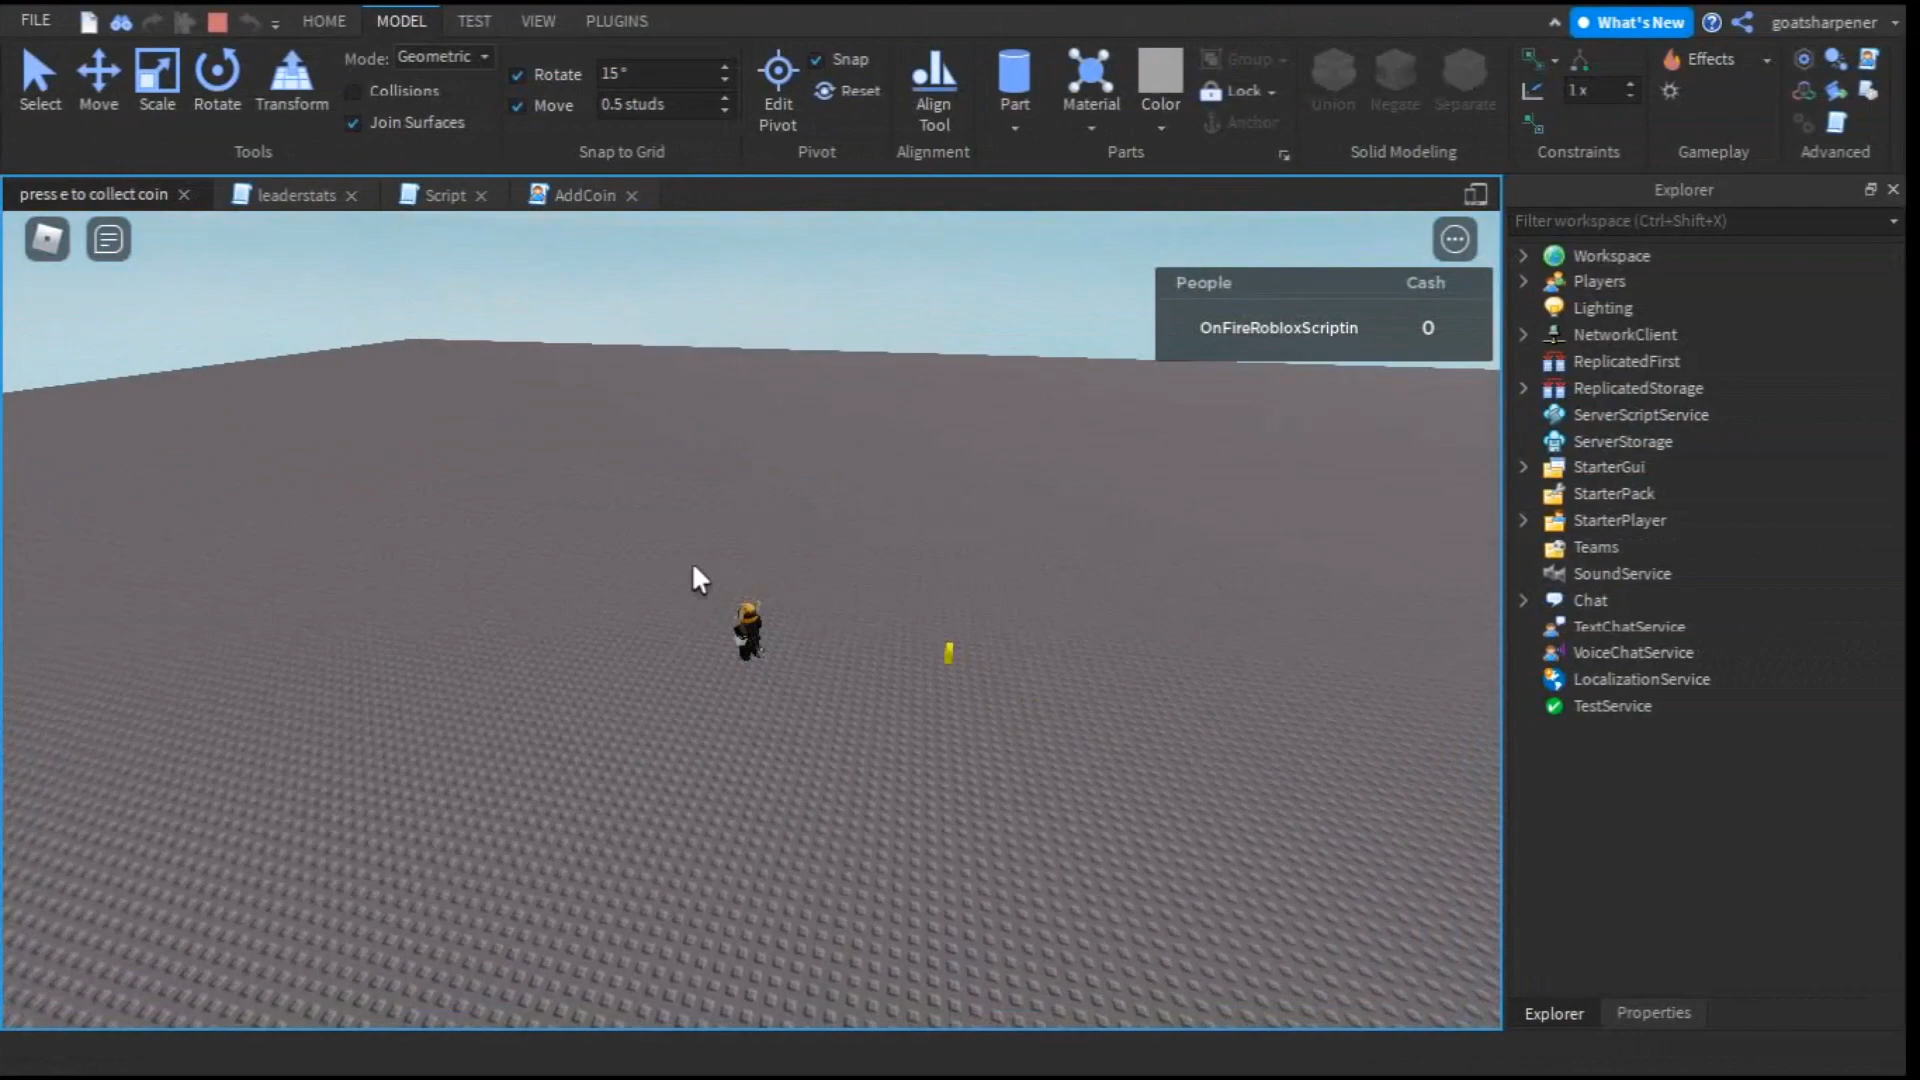 FILE
HOME
MODEL
TEST
VIEW
PLUGINS
What's New
goatsharpener
Select
Move
Scale
Rotate
Transform
Mode: Geometric
Collisions
Join Surfaces
Tools
Rotate 15°
Move 0.5 studs
Snap to Grid
Edit
Pivot
Snap
Reset
Pivot
Align
Tool
Alignment
Part
Material
Color
Group
Lock
Anchor
Parts
Union
Negate
Separate
Solid Modeling
1 x
Constraints
Effects
Gameplay
Advanced
press e to collect coin
leaderstats
Script
AddCoin
People Cash
OnFireRobloxScriptin 0
Explorer
Filter workspace (Ctrl+Shift+X)
Workspace
Players
Lighting
NetworkClient
ReplicatedFirst
ReplicatedStorage
ServerScriptService
ServerStorage
StarterGui
StarterPack
StarterPlayer
Teams
SoundService
Chat
TextChatService
VoiceChatService
LocalizationService
TestService
Explorer
Properties